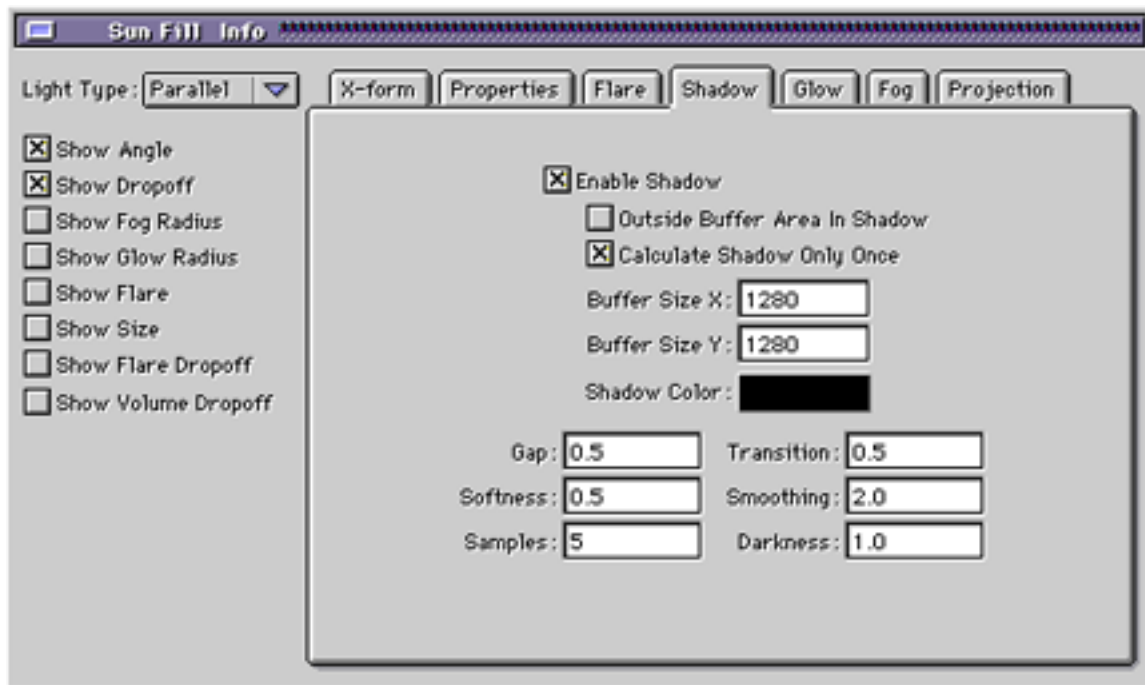 Sun Fill Info
Light Type: Parallel
X-form Properties Flare Shadow Glow Fog Projection
Show Angle
Show Dropoff
Show Fog Radius
Show Glow Radius
Show Flare
Show Size
Show Flare Dropoff
Show Volume Dropoff
Enable Shadow
Outside Buffer Area In Shadow
Calculate Shadow Only Once
Buffer Size X: 1280
Buffer Size Y: 1280
Shadow Color:
Gap: 0.5 Transition: 0.5
Softness: 0.5 Smoothing: 2.0
Samples: 5 Darkness: 1.0